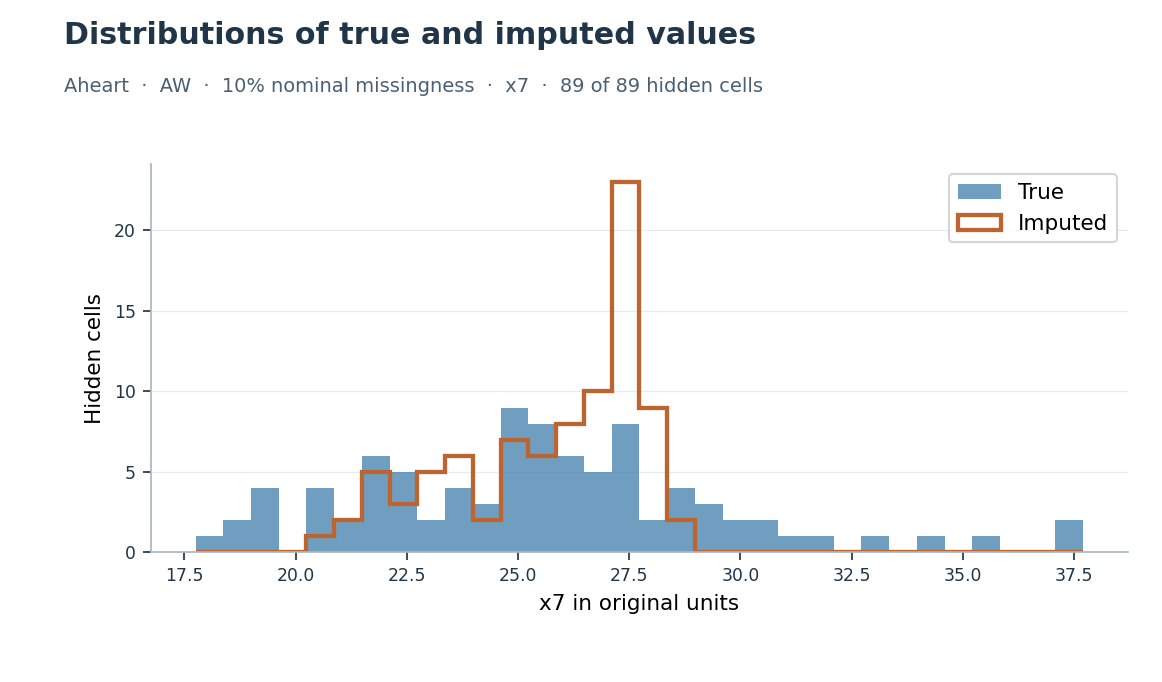 Distributions of true and imputed values
Aheart · AW · 10% nominal missingness · x7 · 89 of 89 hidden cells
True
Imputed
Hidden cells
20
15
10
5
0
17.5 20.0 22.5 25.0 27.5 30.0 32.5 35.0 37.5
x7 in original units